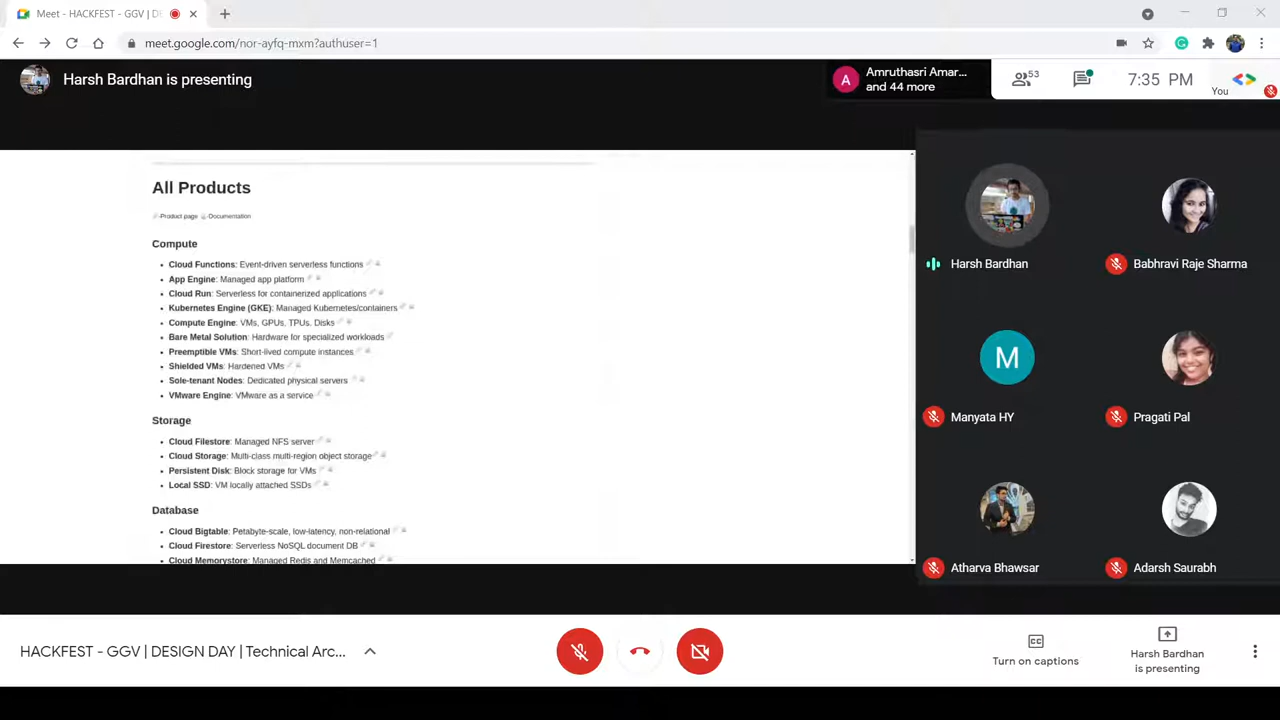 Meet - HACKFEST - GGV | DE
meet.google.com/nor-ayfq-mxm?authuser=1
Harsh Bardhan is presenting
A
Amruthasri Amar...
and 44 more
53
7:35 PM
You
All Products
Product page Documentation
Compute
Cloud Functions: Event-driven serverless functions
App Engine: Managed app platform
Cloud Run: Serverless for containerized applications
Kubernetes Engine (GKE): Managed Kubernetes/containers
Compute Engine: VMs, GPUs, TPUs, Disks
Bare Metal Solution: Hardware for specialized workloads
Preemptible VMs: Short-lived compute instances
Shielded VMs: Hardened VMs
Sole-tenant Nodes: Dedicated physical servers
VMware Engine: VMware as a service
Storage
Cloud Filestore: Managed NFS server
Cloud Storage: Multi-class multi-region object storage
Persistent Disk: Block storage for VMs
Local SSD: VM locally attached SSDs
Database
Cloud Bigtable: Petabyte-scale, low-latency, non-relational
Cloud Firestore: Serverless NoSQL document DB
Cloud Memorystore: Managed Redis and Memcached
Harsh Bardhan
Babhravi Raje Sharma
M
Manyata HY
Pragati Pal
Atharva Bhawsar
Adarsh Saurabh
HACKFEST - GGV | DESIGN DAY | Technical Arc...
CC
Turn on captions
Harsh Bardhan
is presenting